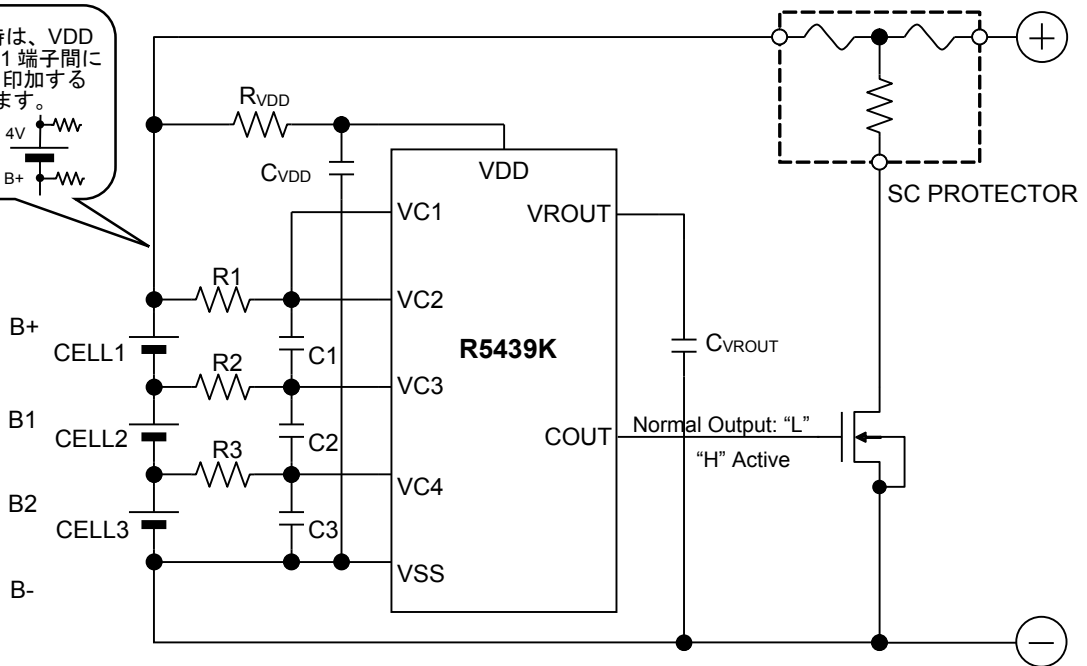 は、VDD
1 端子間に
印加する
ます。
4V
B+
RVDD
CVDD
VDD
VC1
VROUT
SC PROTECTOR
R1
VC2
B+
CELL1
C1
R5439K
CVROUT
R2
VC3
B1
CELL2
C2
COUT
Normal Output: “L”
“H” Active
R3
VC4
B2
CELL3
C3
VSS
B-